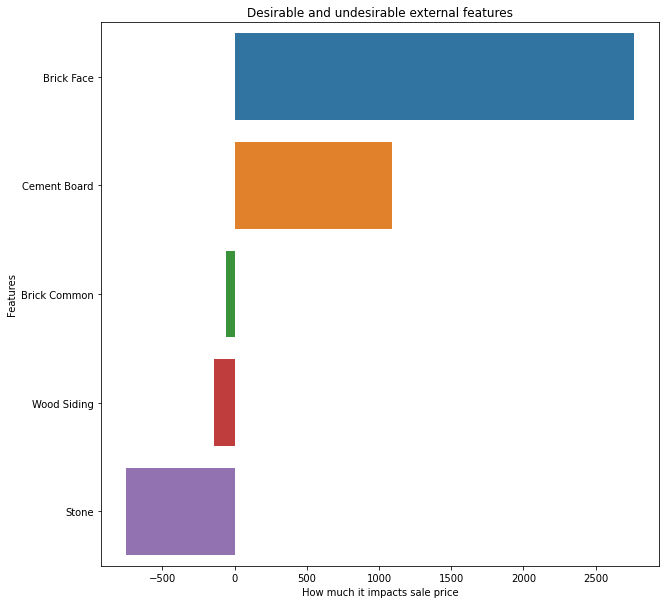 Desirable and undesirable external features
Features
Brick Face
Cement Board
Brick Common
Wood Siding
Stone
−500 0 500 1000 1500 2000 2500
How much it impacts sale price